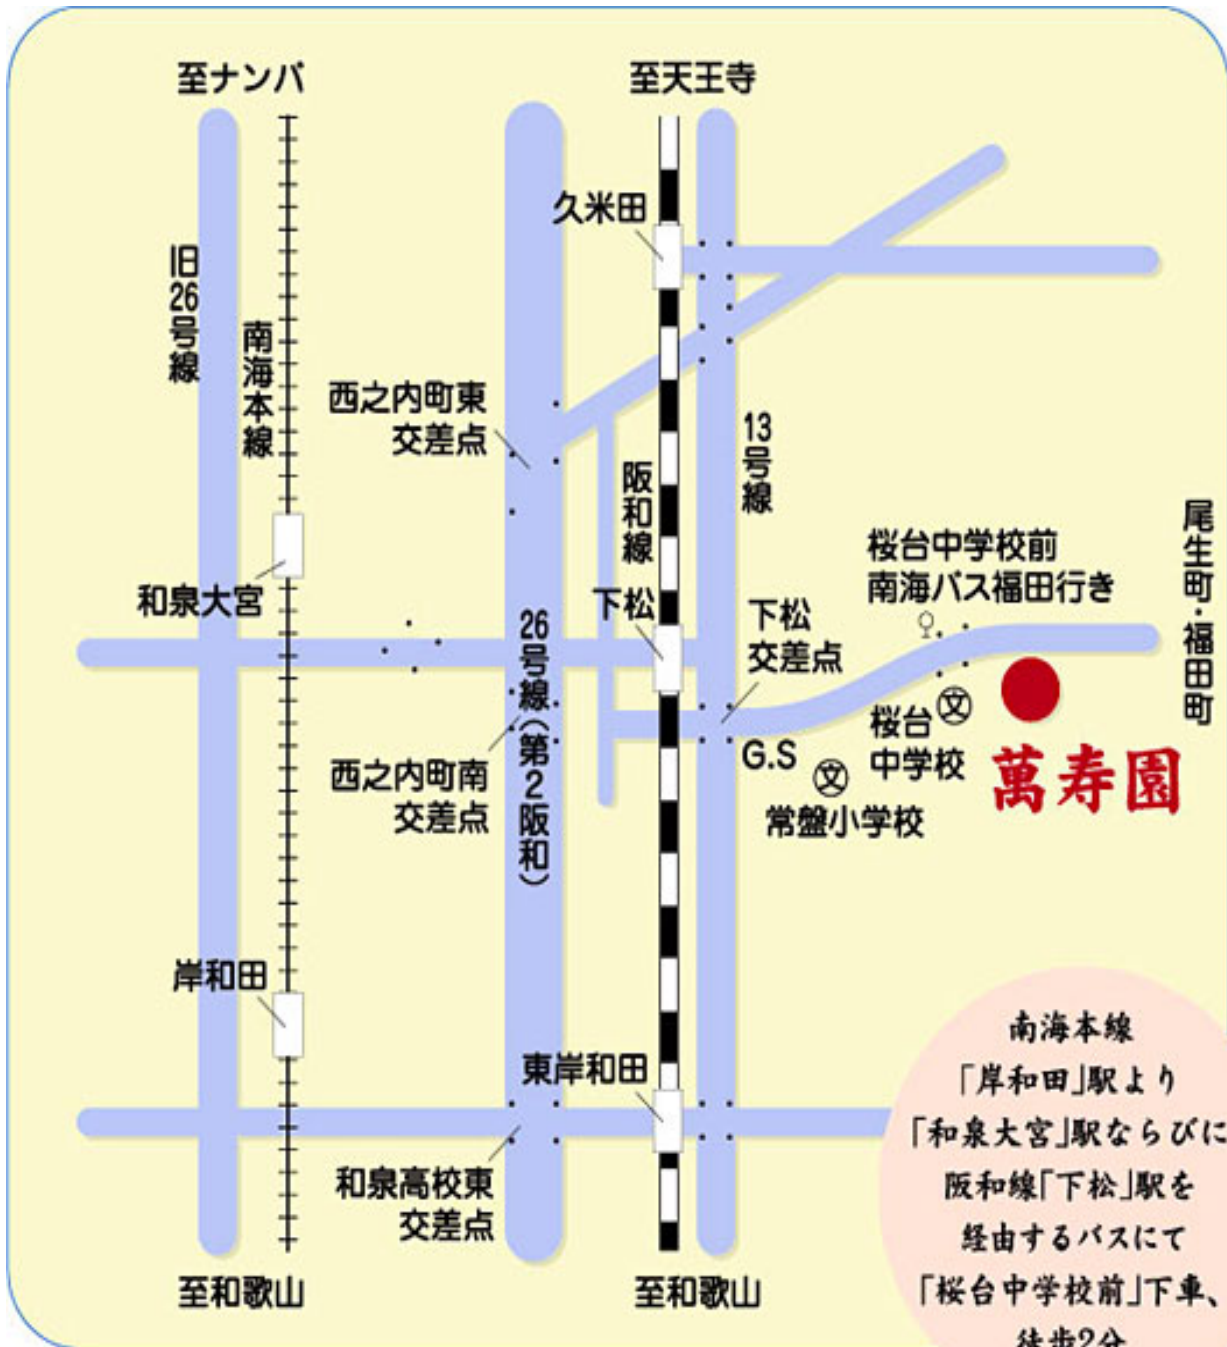 至ナンバ
至天王寺
久米田
旧26号線
南海本線
西之内町東
交差点
13号線
阪和線
尾生町・福田町
桜台中学校前
南海バス福田行き
和泉大宮
下松
下松
交差点
26号線(第2阪和)
西之内町南
交差点
G.S
文
桜台
中学校
文
常盤小学校
萬寿園
岸和田
東岸和田
和泉高校東
交差点
至和歌山
至和歌山
南海本線
「岸和田」駅より
「和泉大宮」駅ならびに
阪和線「下松」駅を
経由するバスにて
「桜台中学校前」下車、
徒歩2分